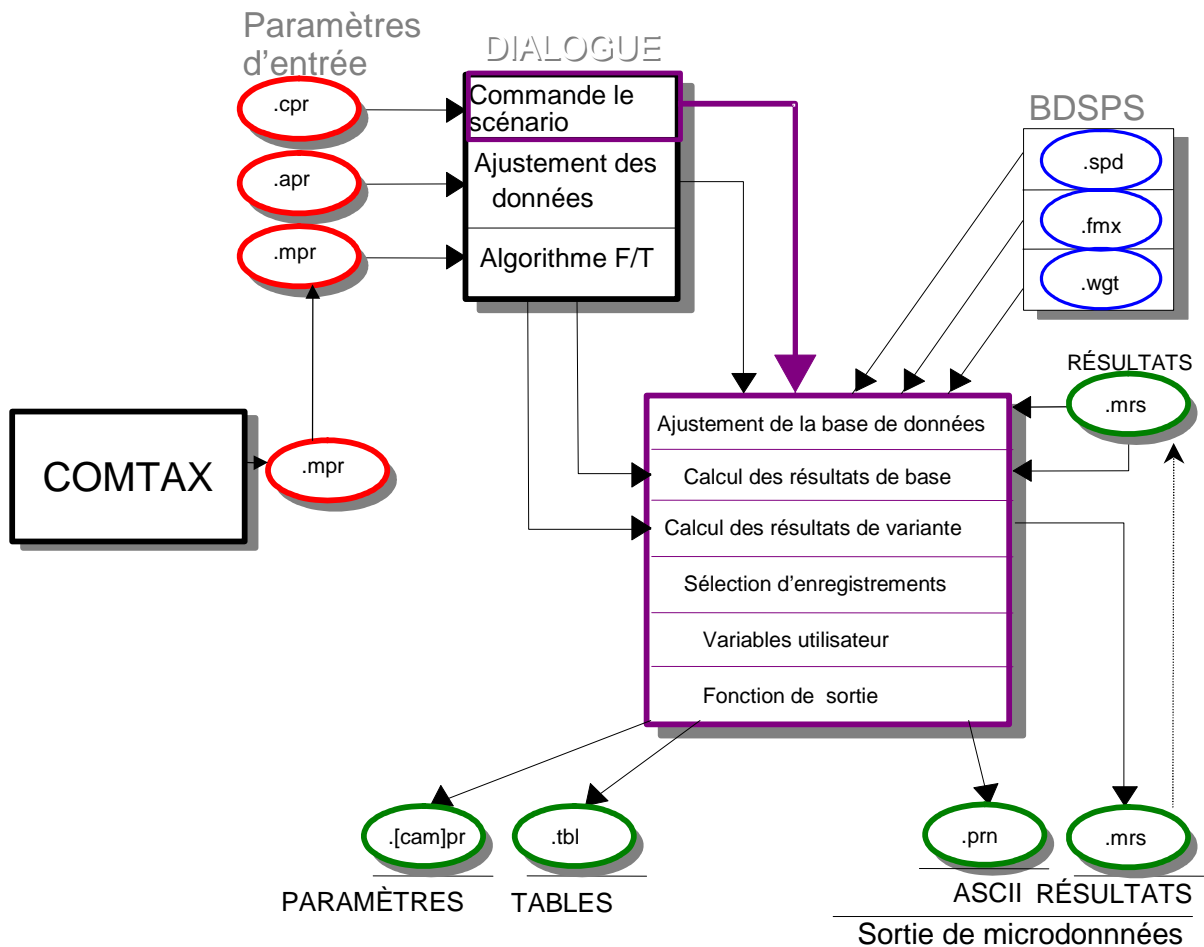 Paramètres
d'entrée
DIALOGUE
.cpr
Commande le
scénario
BDSPS
.apr
Ajustement des
données
.spd
.mpr
Algorithme F/T
.fmx
.wgt
RÉSULTATS
.mrs
COMTAX
.mpr
Ajustement de la base de données
Calcul des résultats de base
Calcul des résultats de variante
Sélection d'enregistrements
Variables utilisateur
Fonction de sortie
.[cam]pr
.tbl
.prn
.mrs
PARAMÈTRES
TABLES
ASCII
RÉSULTATS
Sortie de microdonnnées